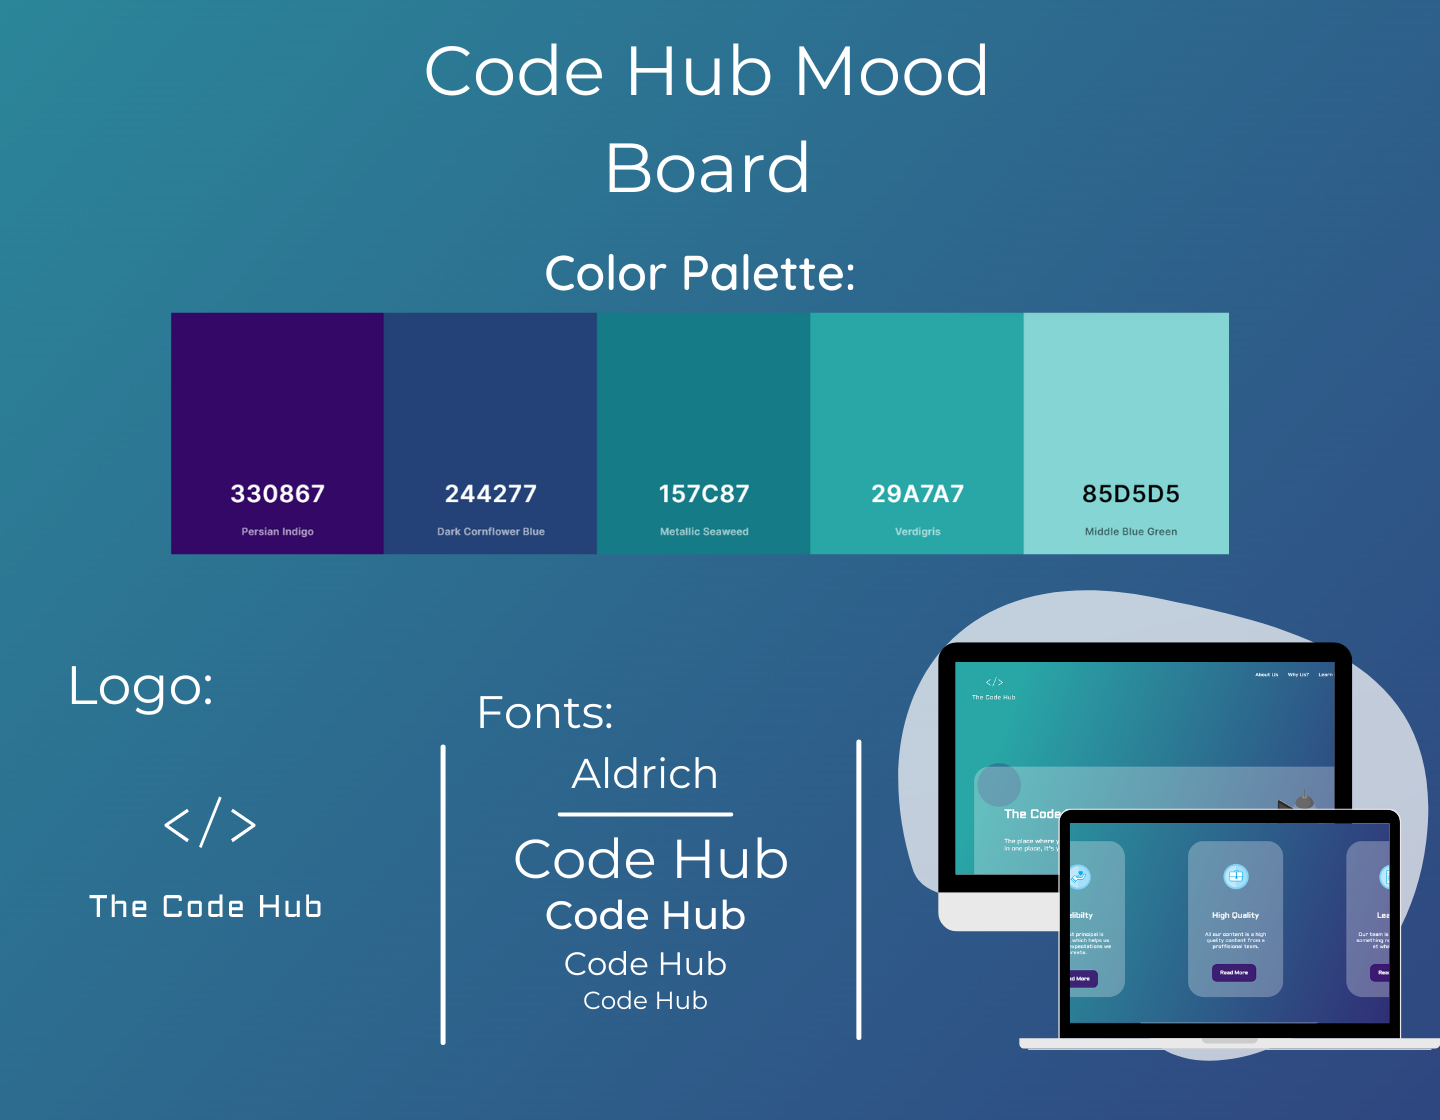 Code Hub Mood
Board
Color Palette:
330867
Persian Indigo
244277
Dark Cornflower Blue
157C87
Metallic Seaweed
29A7A7
Verdigris
85D5D5
Middle Blue Green
Logo:
</>
The Code Hub
Fonts:
Aldrich
Code Hub
Code Hub
Code Hub
Code Hub
</>
The Code Hub
About Us Why Us? Learn
The Code
The place where y
in one place, it's y
elibilty
principal is
which helps us
expectations we
ad More
High Quality
All our content is a high
quality content from a
proffisional team.
Read More
Lea
Our team is
something n
at wha
Rea